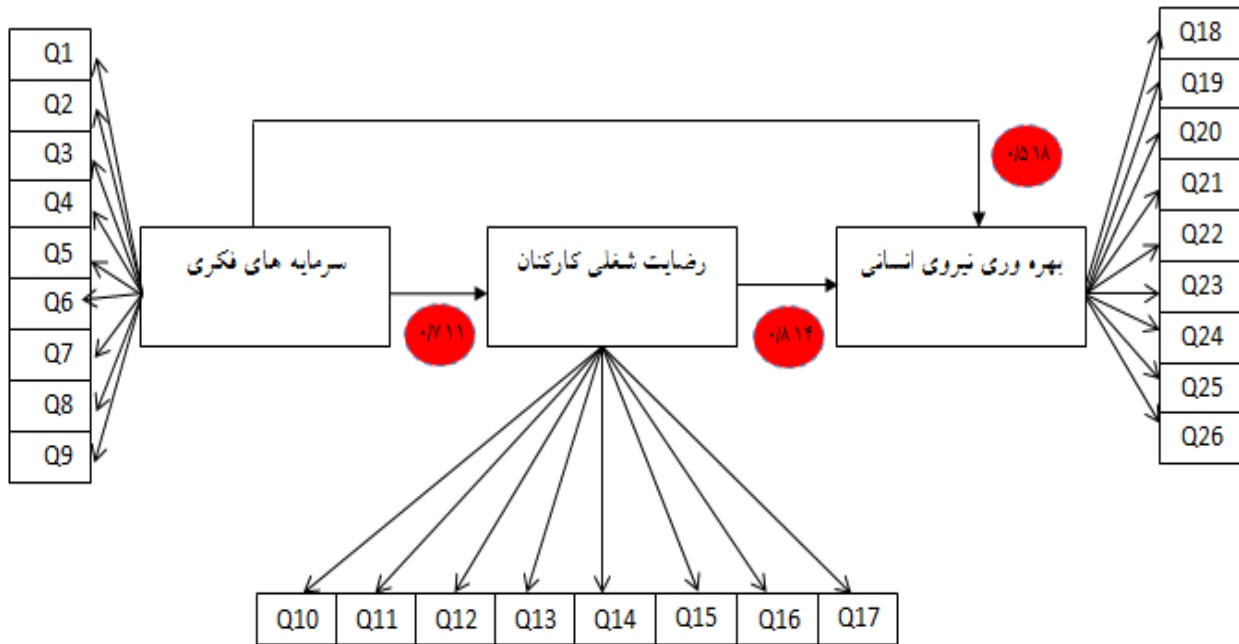 Q1
Q2
Q3
Q4
Q5
Q6
Q7
Q8
Q9
سرمایه های فکری
۰/۷۱۱
رضایت شغلی کارکنان
۰/۸۱۴
۰/۵۱۸
بهره وری نیروی انسانی
Q10
Q11
Q12
Q13
Q14
Q15
Q16
Q17
Q18
Q19
Q20
Q21
Q22
Q23
Q24
Q25
Q26